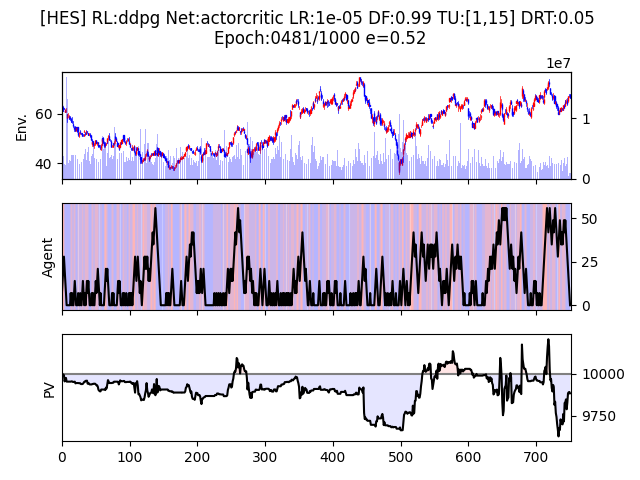 [HES] RL:ddpg Net:actorcritic LR:1e-05 DF:0.99 TU:[1,15] DRT:0.05
Epoch:0481/1000 e=0.52
1e7
Env.
60
40
1
0
Agent
50
25
0
PV
10000
9750
0 100 200 300 400 500 600 700